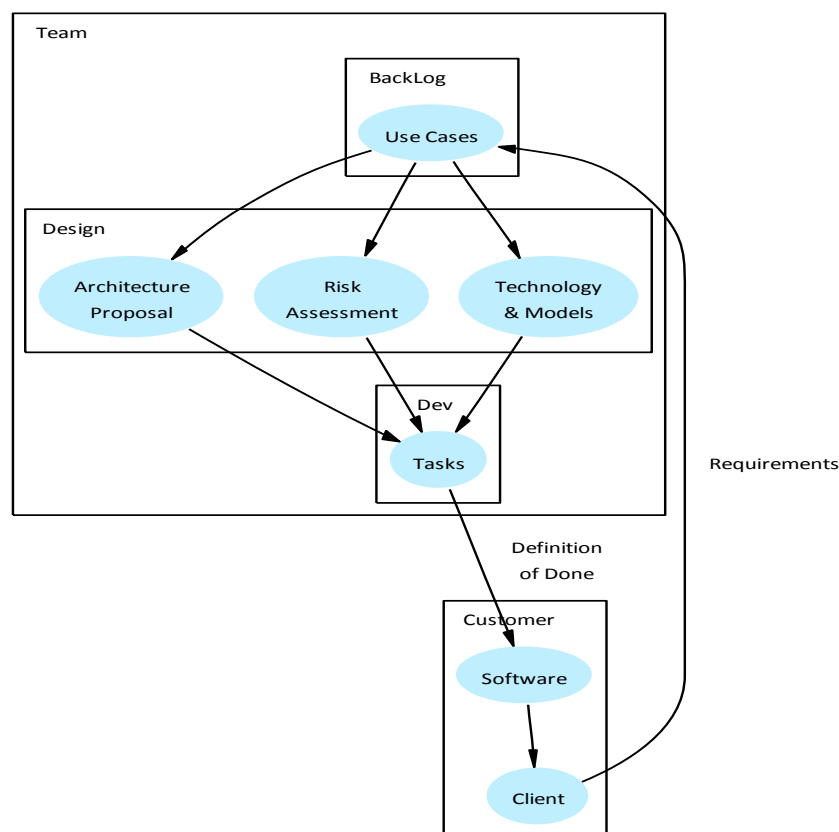 Team
BackLog
Use Cases
Design
Architecture
Proposal
Risk
Assessment
Technology
& Models
Dev
Tasks
Requirements
Definition
of Done
Customer
Software
Client